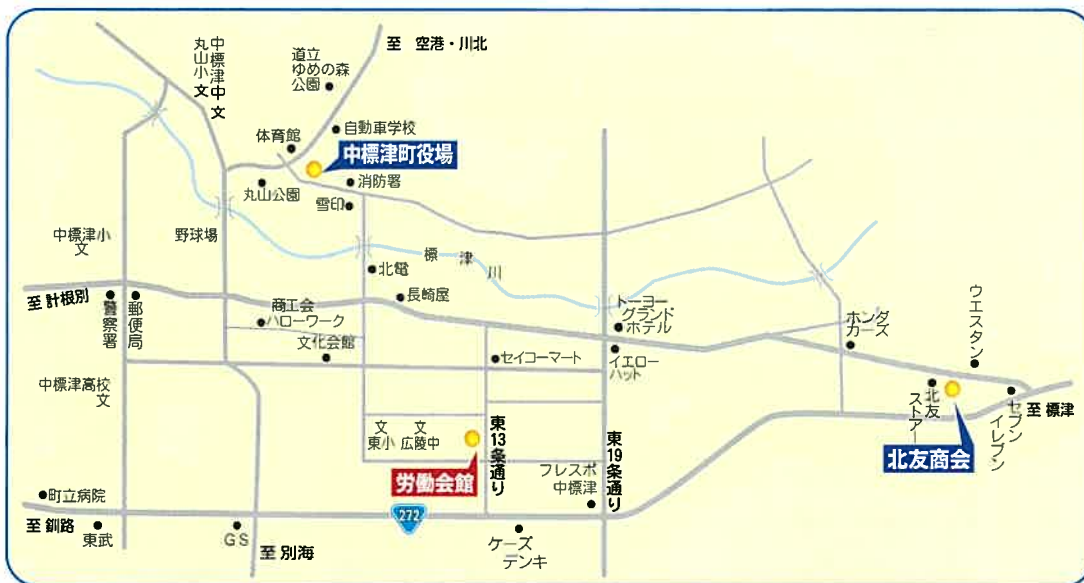 至 空港・川北
道立
ゆめの森
公園
中標津中文
丸山小文
自動車学校
体育館
中標津町役場
消防署
丸山公園
雪印
中標津小
文
野球場
標津川
北電
長崎屋
至 計根別
警察署
郵便局
商工会
ハローワーク
文化会館
トーヨー
グランド
ホテル
セイコーマート
イエロー
ハット
ホンダ
カーズ
ウエスタン
北友
ストアー
セブン
イレブン
至 標津
北友商会
中標津高校
文
文 文
東小 広陵中
労働会館
東13条通り
東19条通り
フレスポ
中標津
町立病院
至 釧路
東武
GS
至 別海
272
ケーズ
デンキ